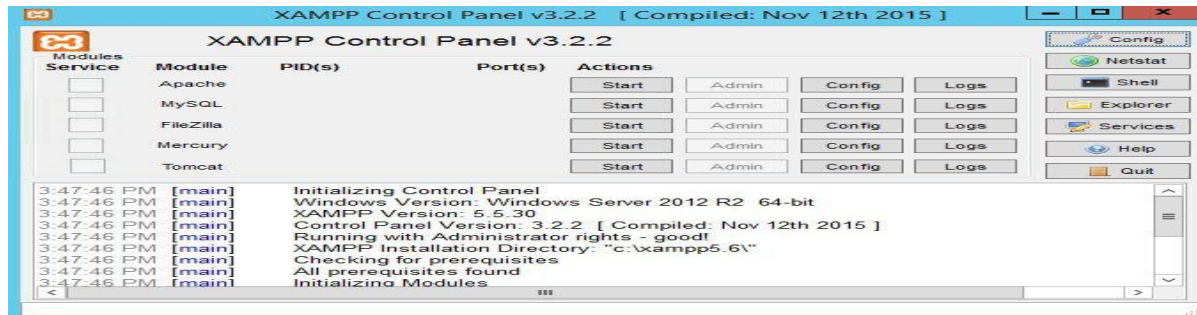 XAMPP Control Panel v3.2.2 [ Compiled: Nov 12th 2015 ]
XAMPP Control Panel v3.2.2
Config
Modules
Service Module PID(s) Port(s) Actions
Netstat
Apache Start Admin Config Logs
Shell
MySQL Start Admin Config Logs
Explorer
FileZilla Start Admin Config Logs
Services
Mercury Start Admin Config Logs
Help
Tomcat Start Admin Config Logs
Quit
3:47:46 PM [main] Initializing Control Panel
3:47:46 PM [main] Windows Version: Windows Server 2012 R2 64-bit
3:47:46 PM [main] XAMPP Version: 5.5.30
3:47:46 PM [main] Control Panel Version: 3.2.2 [ Compiled: Nov 12th 2015 ]
3:47:46 PM [main] Running with Administrator rights - good!
3:47:46 PM [main] XAMPP Installation Directory: "c:\xampp5.6\"
3:47:46 PM [main] Checking for prerequisites
3:47:46 PM [main] All prerequisites found
3:47:46 PM [main] Initializing Modules